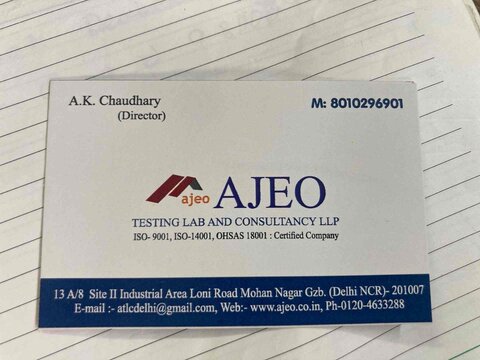 A.K. Chaudhary
(Director)
M: 8010296901
ajeo
AJEO
TESTING LAB AND CONSULTANCY LLP
ISO- 9001, ISO-14001, OHSAS 18001 : Certified Company
13 A/8 Site II Industrial Area Loni Road Mohan Nagar Gzb. (Delhi NCR)- 201007
E-mail :- atlcdelhi@gmail.com, Web:- www.ajeo.co.in, Ph-0120-4633288